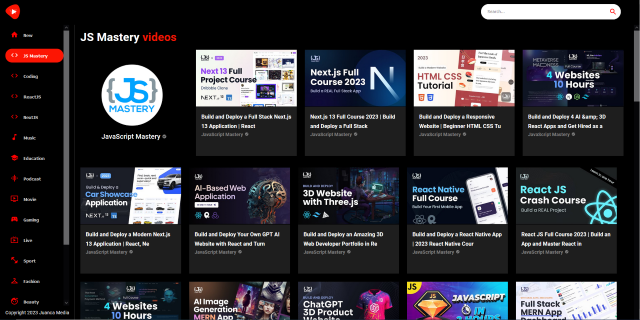 Search...
New
JS Mastery
Coding
ReactJS
NextJS
Music
Education
Podcast
Movie
Gaming
Live
Sport
Fashion
Beauty
Copyright 2023 Juanca Media
JS Mastery videos
JS
MASTERY
JavaScript Mastery
Next 13 Full
Project Course
NEXT.JS
Build and Deploy a Full Stack Next.js
13 Application | React
JavaScript Mastery
Next.js Full
Course 2023
Build a REAL Full Stack App
Next.js 13 Full Course 2023 | Build
and Deploy a Full Stack
JavaScript Mastery
2023
HTML CSS
Tutorial
Build and Deploy a Responsive
Website | Beginner HTML CSS Tu
JavaScript Mastery
METAVERSE
MADNESS
4 Websites
10 Hours
Build and Deploy 4 AI &amp; 3D
React Apps and Get Hired as a
JavaScript Mastery
Build & Deploy a
Car Showcase
Application
NEXT.JS 13
Build and Deploy a Modern Next.js
13 Application | React, Ne
JavaScript Mastery
AI-Based Web
Application
Build and Deploy Your Own GPT AI
Website with React and Turn
JavaScript Mastery
BUILD AND DEPLOY
3D Website
with Three.js
Build and Deploy an Amazing 3D
Web Developer Portfolio in Re
JavaScript Mastery
React Native
Full Course
Build Your First Mobile App
Build and Deploy a React Native App
| 2023 React Native Cour
JavaScript Mastery
React JS
Crash Course
Build a REAL Project
React JS Full Course 2023 | Build an
App and Master React in
JavaScript Mastery
4 Websites
10 Hours
AI Image
Generation
MERN App
BUILD AND DEPLOY
ChatGPT
3D Product
Website
JS
JAVASCRIPT
Full Stack
MERN App
Dashboard